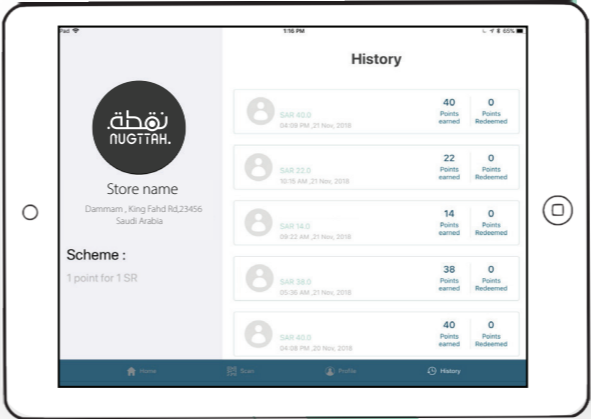 iPad
1:16 PM
65%
نقطة.
NUGTTAH.
Store name
Dammam , King Fahd Rd,23456
Saudi Arabia
Scheme :
1 point for 1 SR
History
SAR 40.0
04:09 PM ,21 Nov, 2018
40 Points earned
0 Points Redeemed
SAR 22.0
10:15 AM ,21 Nov, 2018
22 Points earned
0 Points Redeemed
SAR 14.0
09:22 AM ,21 Nov, 2018
14 Points earned
0 Points Redeemed
SAR 38.0
05:36 AM ,21 Nov, 2018
38 Points earned
0 Points Redeemed
SAR 40.0
04:08 PM ,20 Nov, 2018
40 Points earned
0 Points Redeemed
Home
Scan
Profile
History